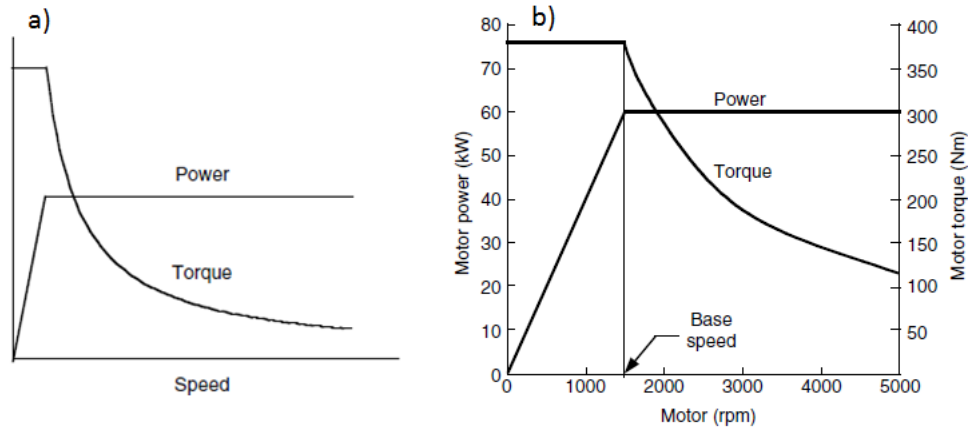 a)
Power
Torque
Speed
b)
Motor power (kW)
80
70
60
50
40
30
20
10
0
Power
Torque
Base
speed
0 1000 2000 3000 4000 5000
Motor (rpm)
400
350
300
250
200
150
100
50
Motor torque (Nm)